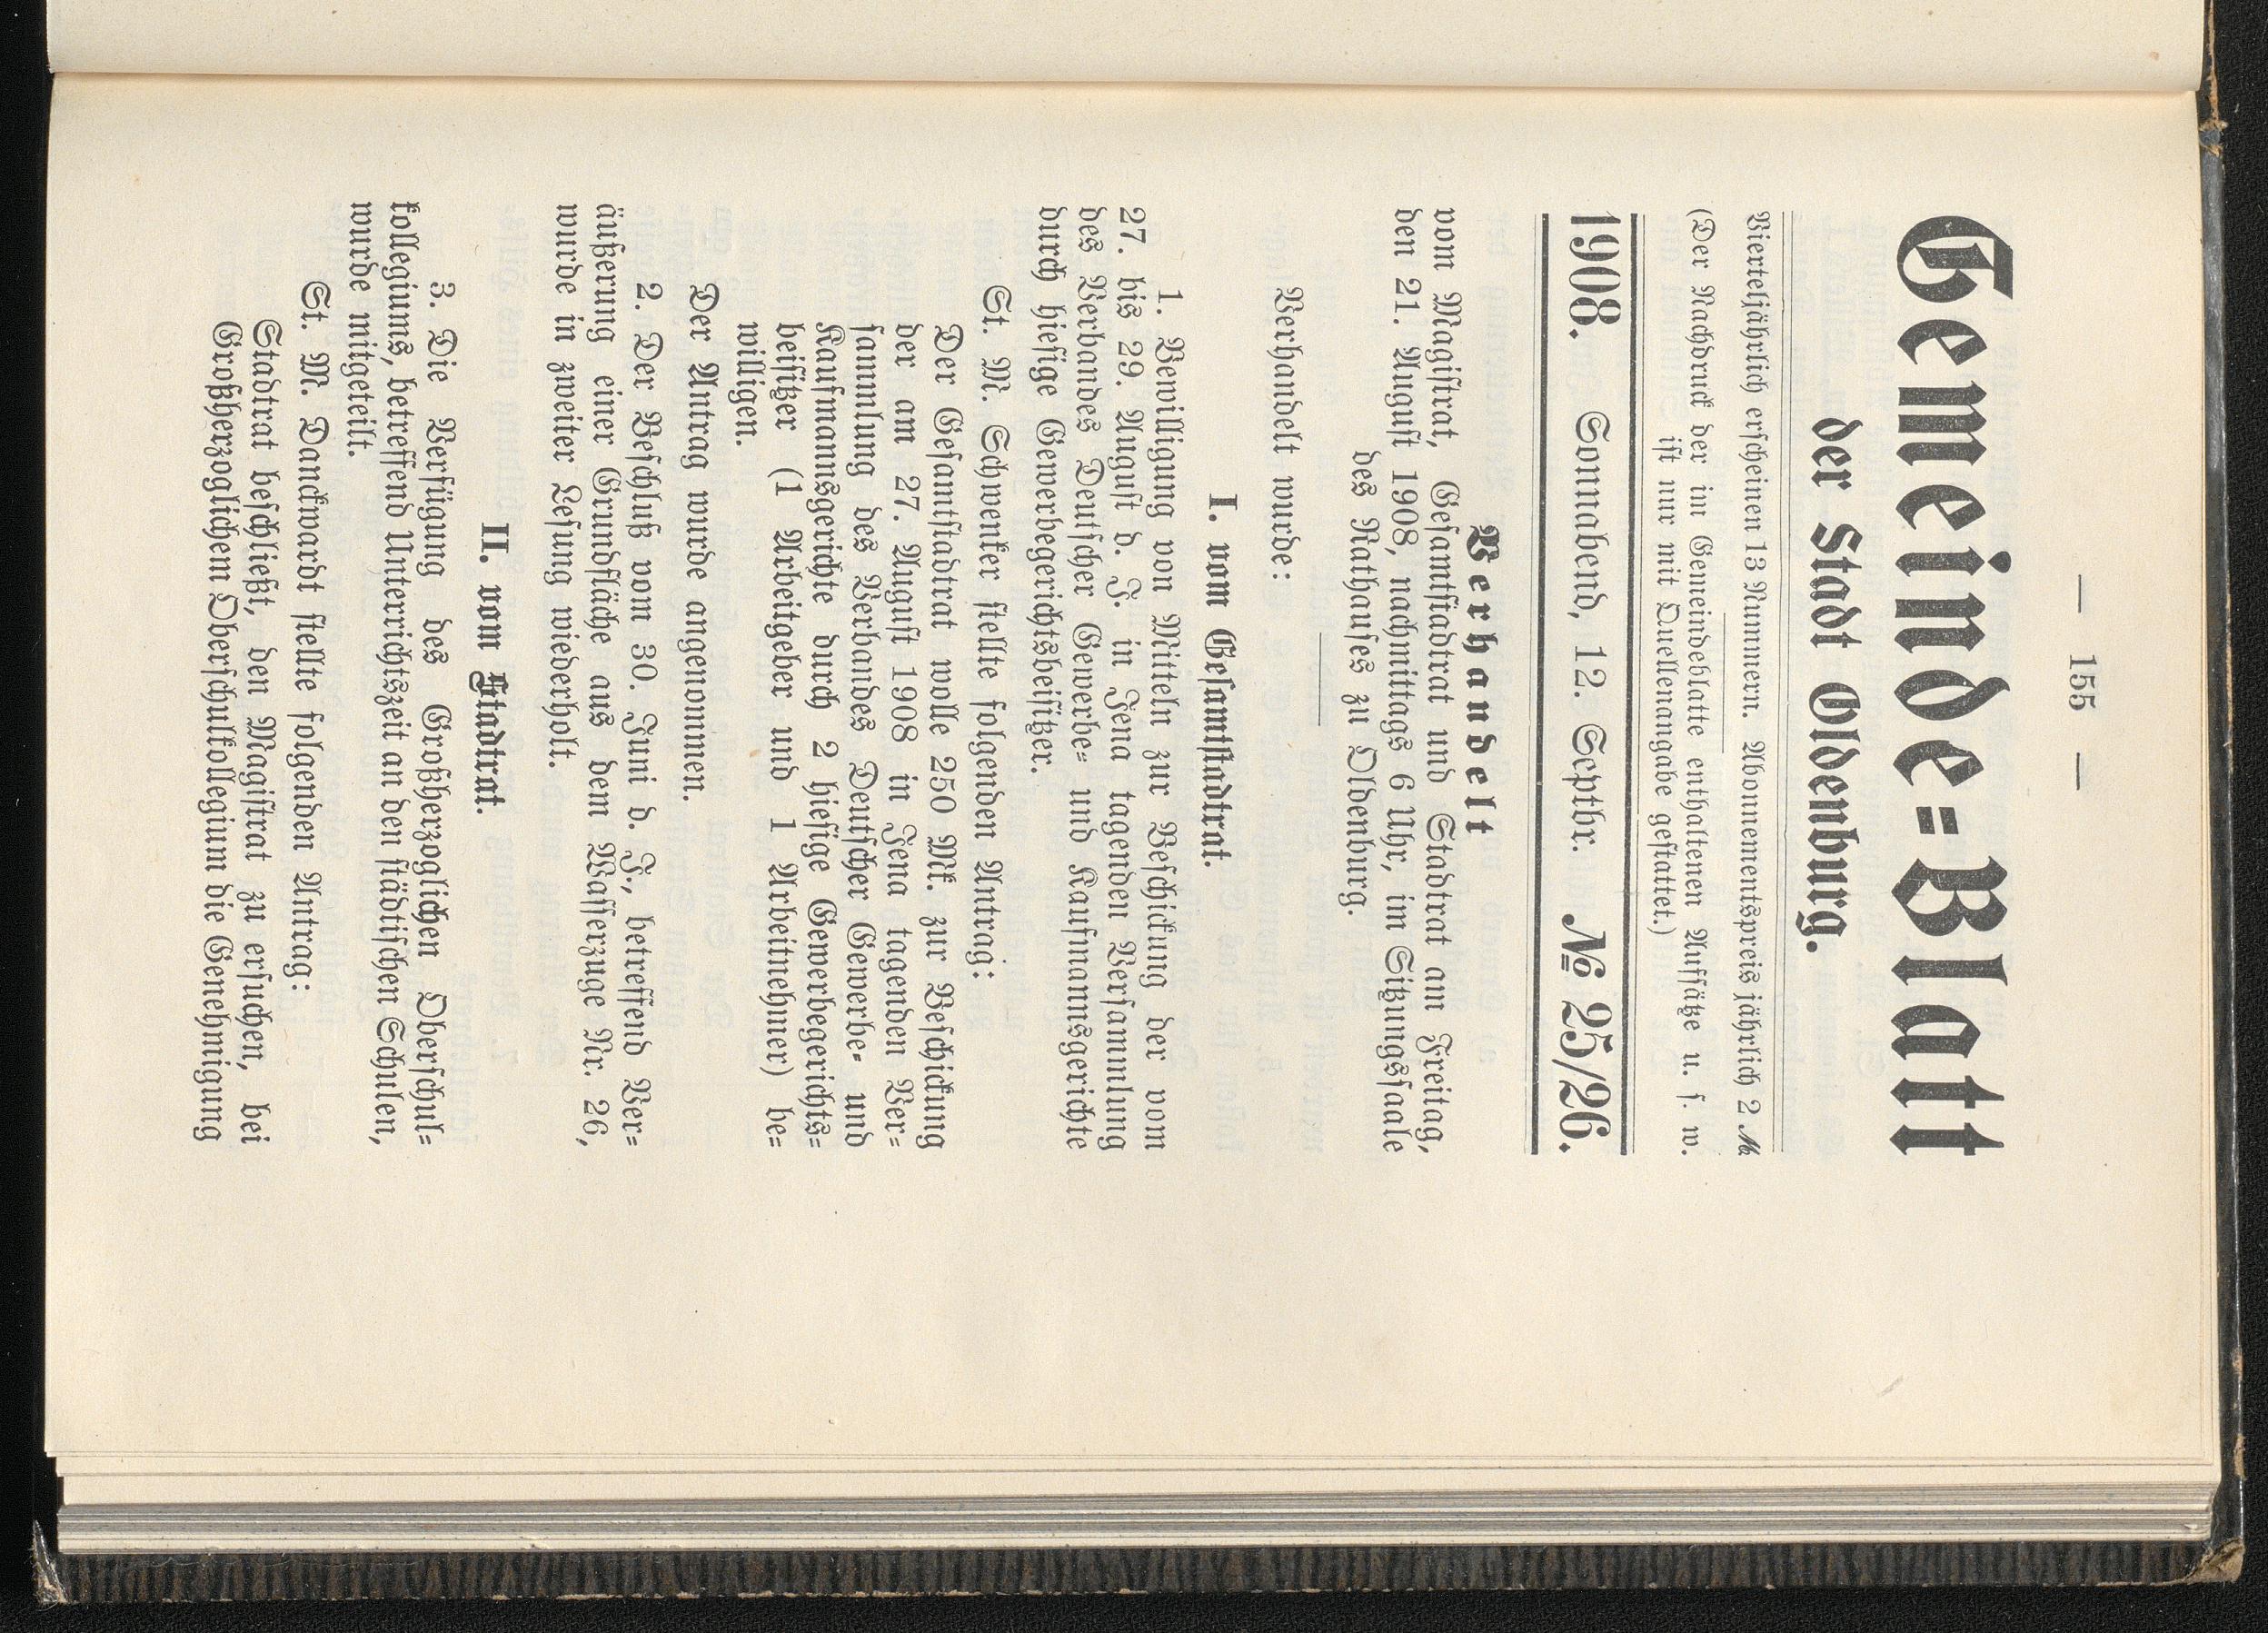 — 155 —
Gemeinde=Blatt
der Stadt Oldenburg.
Vierteljährlich erscheinen 13 Nummern. Abonnementspreis jährlich 2 ℳ
(Der Nachdruck der im Gemeindeblatte enthaltenen Aufsätze u. s. w.
ist nur mit Quellenangabe gestattet.)
1908. Sonnabend, 12. Septbr. № 25/26.
Verhandelt
vom Magistrat, Gesamtstadtrat und Stadtrat am Freitag,
den 21. August 1908, nachmittags 6 Uhr, im Sitzungssaale
des Rathauses zu Oldenburg.
Verhandelt wurde:
I. vom Gesamtstadtrat.
1. Bewilligung von Mitteln zur Beschickung der vom
27. bis 29. August d. J. in Jena tagenden Versammlung
des Verbandes Deutscher Gewerbe= und Kaufmannsgerichte
durch hiesige Gewerbegerichtsbeisitzer.
St. M. Schwenker stellte folgenden Antrag:
Der Gesamtstadtrat wolle 250 Mk. zur Beschickung
der am 27. August 1908 in Jena tagenden Ver=
sammlung des Verbandes Deutscher Gewerbe= und
Kaufmannsgerichte durch 2 hiesige Gewerbegerichts=
beisitzer (1 Arbeitgeber und 1 Arbeitnehmer) be=
willigen.
Der Antrag wurde angenommen.
2. Der Beschluß vom 30. Juni d. J., betreffend Ver=
äußerung einer Grundfläche aus dem Wasserzuge Nr. 26,
wurde in zweiter Lesung wiederholt.
II. vom Stadtrat.
3. Die Verfügung des Großherzoglichen Oberschul=
kollegiums, betreffend Unterrichtszeit an den städtischen Schulen,
wurde mitgeteilt.
St. M. Danckwardt stellte folgenden Antrag:
Stadtrat beschließt, den Magistrat zu ersuchen, bei
Großherzoglichem Oberschulkollegium die Genehmigung